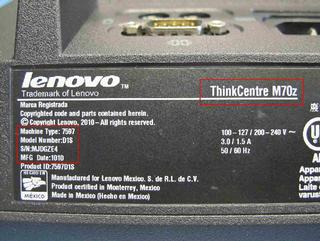 lenovo™
Trademark of Lenovo
ThinkCentre M70z
Marca Registrada
Copyrighted code and parts contained herein.
© Copyright Lenovo, 2010 – All rights reserved.
Machine Type: 7597
Model Number:D1S
S/N:MJDGZE4
MFG Date:1010
Product ID:7597D1S
100 - 127 / 200 - 240 V ~
3.0 / 1.5 A
50 / 60 Hz
HECHO EN
MÉXICO
Manufactured for Lenovo Mexico. S. de R.L. de C.V.
Product certified in Monterrey, Mexico
Made in Mexico (Hecho en Mexico)